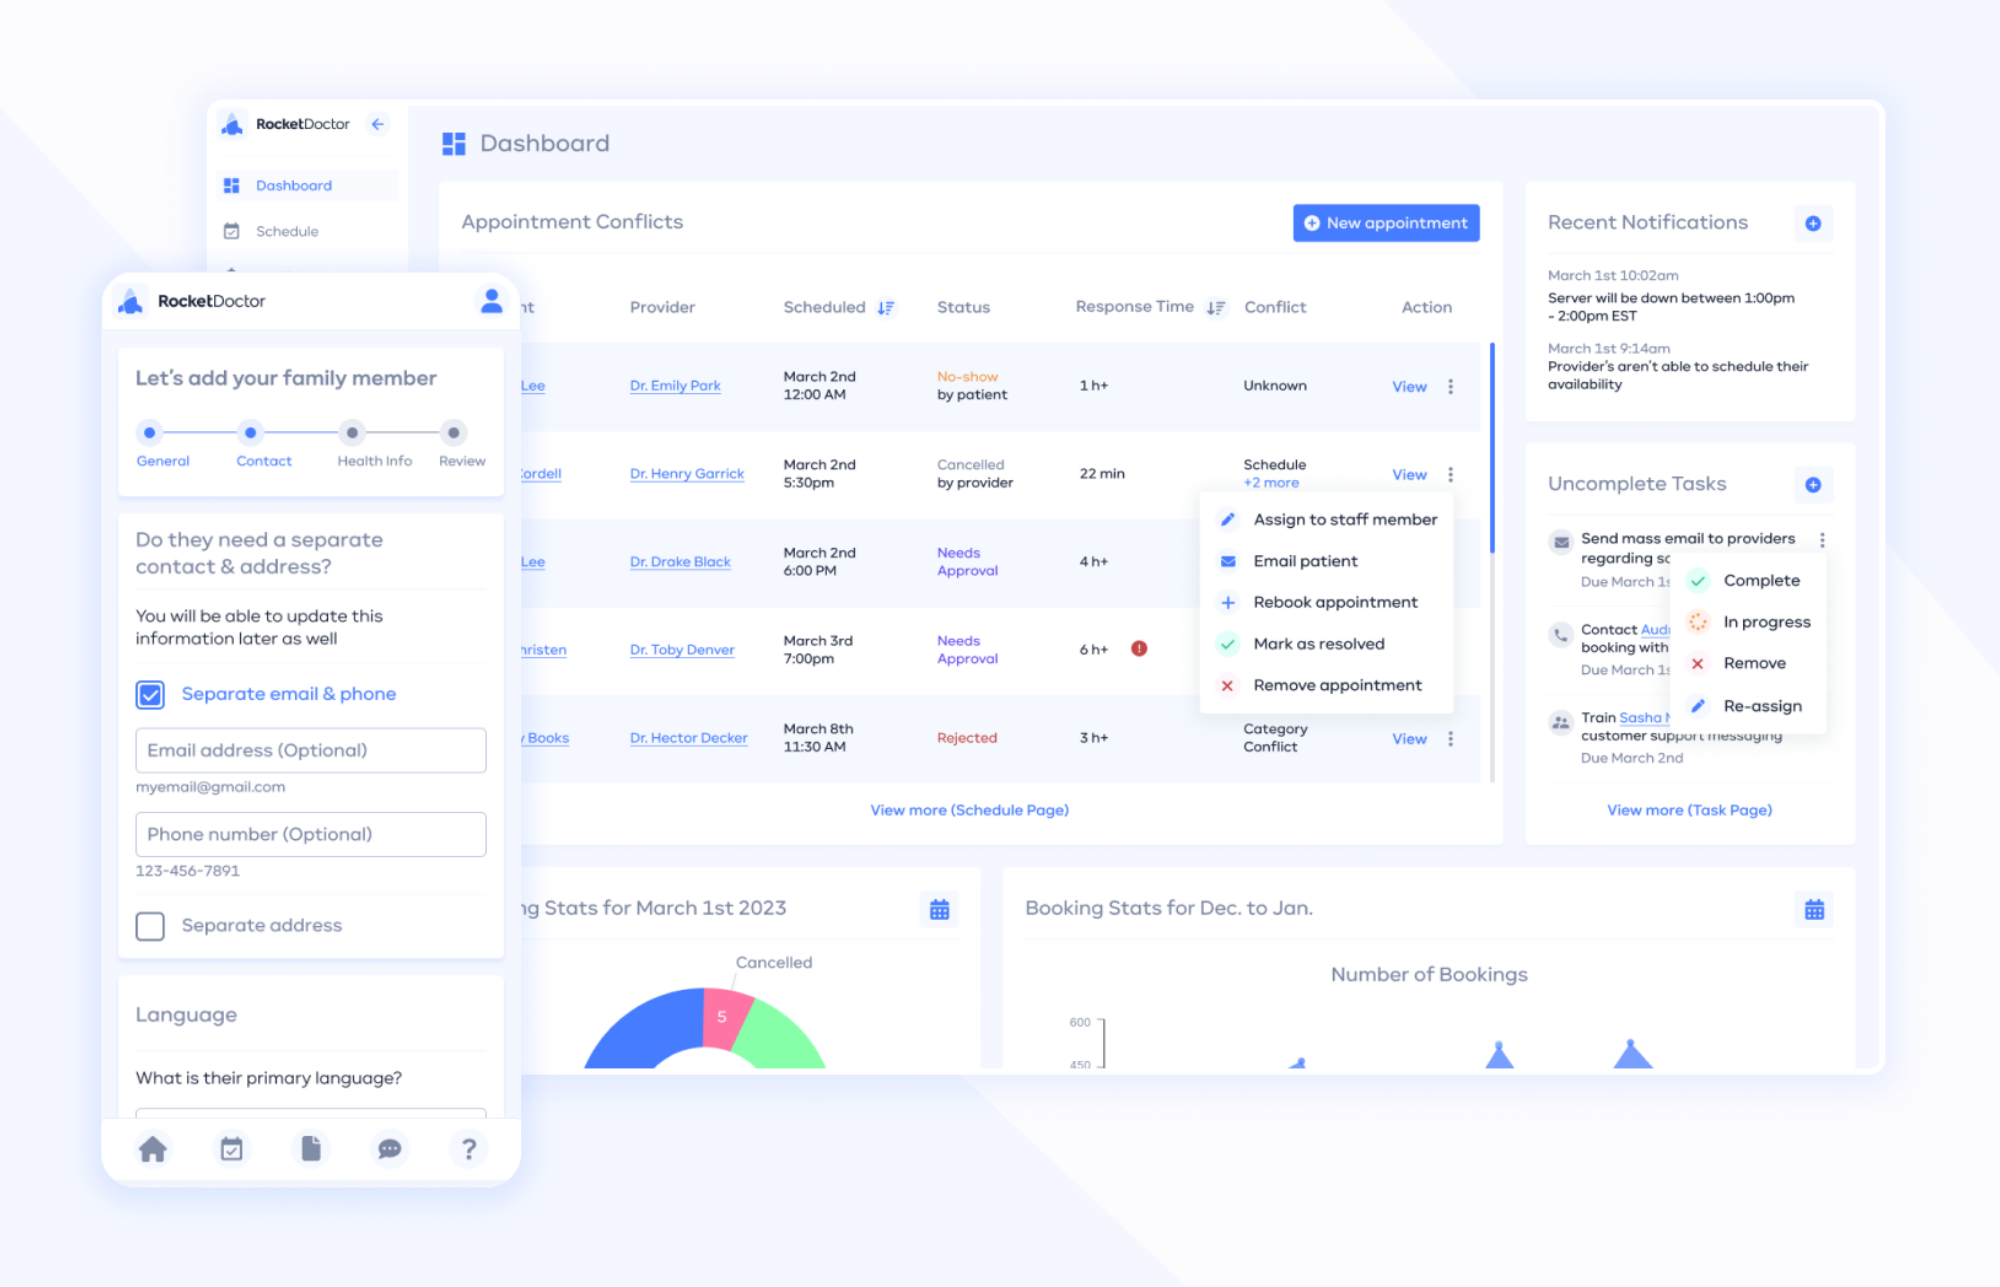 RocketDoctor
Dashboard
Schedule
Dashboard
Appointment Conflicts
New appointment
Provider
Scheduled
Status
Response Time
Conflict
Action
Lee
Dr. Emily Park
March 2nd
12:00 AM
No-show
by patient
1 h+
Unknown
View
Dr. Henry Garrick
March 2nd
5:30pm
Cancelled
by provider
22 min
Schedule
+2 more
View
Lee
Dr. Drake Black
March 2nd
6:00 PM
Needs
Approval
4 h+
Dr. Toby Denver
March 3rd
7:00pm
Needs
Approval
6 h+
Books
Dr. Hector Decker
March 8th
11:30 AM
Rejected
3 h+
Category
Conflict
View
Assign to staff member
Email patient
Rebook appointment
Mark as resolved
Remove appointment
View more (Schedule Page)
Recent Notifications
March 1st 10:02am
Server will be down between 1:00pm
- 2:00pm EST
March 1st 9:14am
Provider's aren't able to schedule their
availability
Uncomplete Tasks
Send mass email to providers
regarding
Due March
Contact
booking with
Due March
Train Sasha
customer support messaging
Due March 2nd
Complete
In progress
Remove
Re-assign
View more (Task Page)
Stats for March 1st 2023
Cancelled
5
Booking Stats for Dec. to Jan.
Number of Bookings
600
450
RocketDoctor
Let's add your family member
General
Contact
Health Info
Review
Do they need a separate
contact & address?
You will be able to update this
information later as well
Separate email & phone
Email address (Optional)
myemail@gmail.com
Phone number (Optional)
123-456-7891
Separate address
Language
What is their primary language?
?